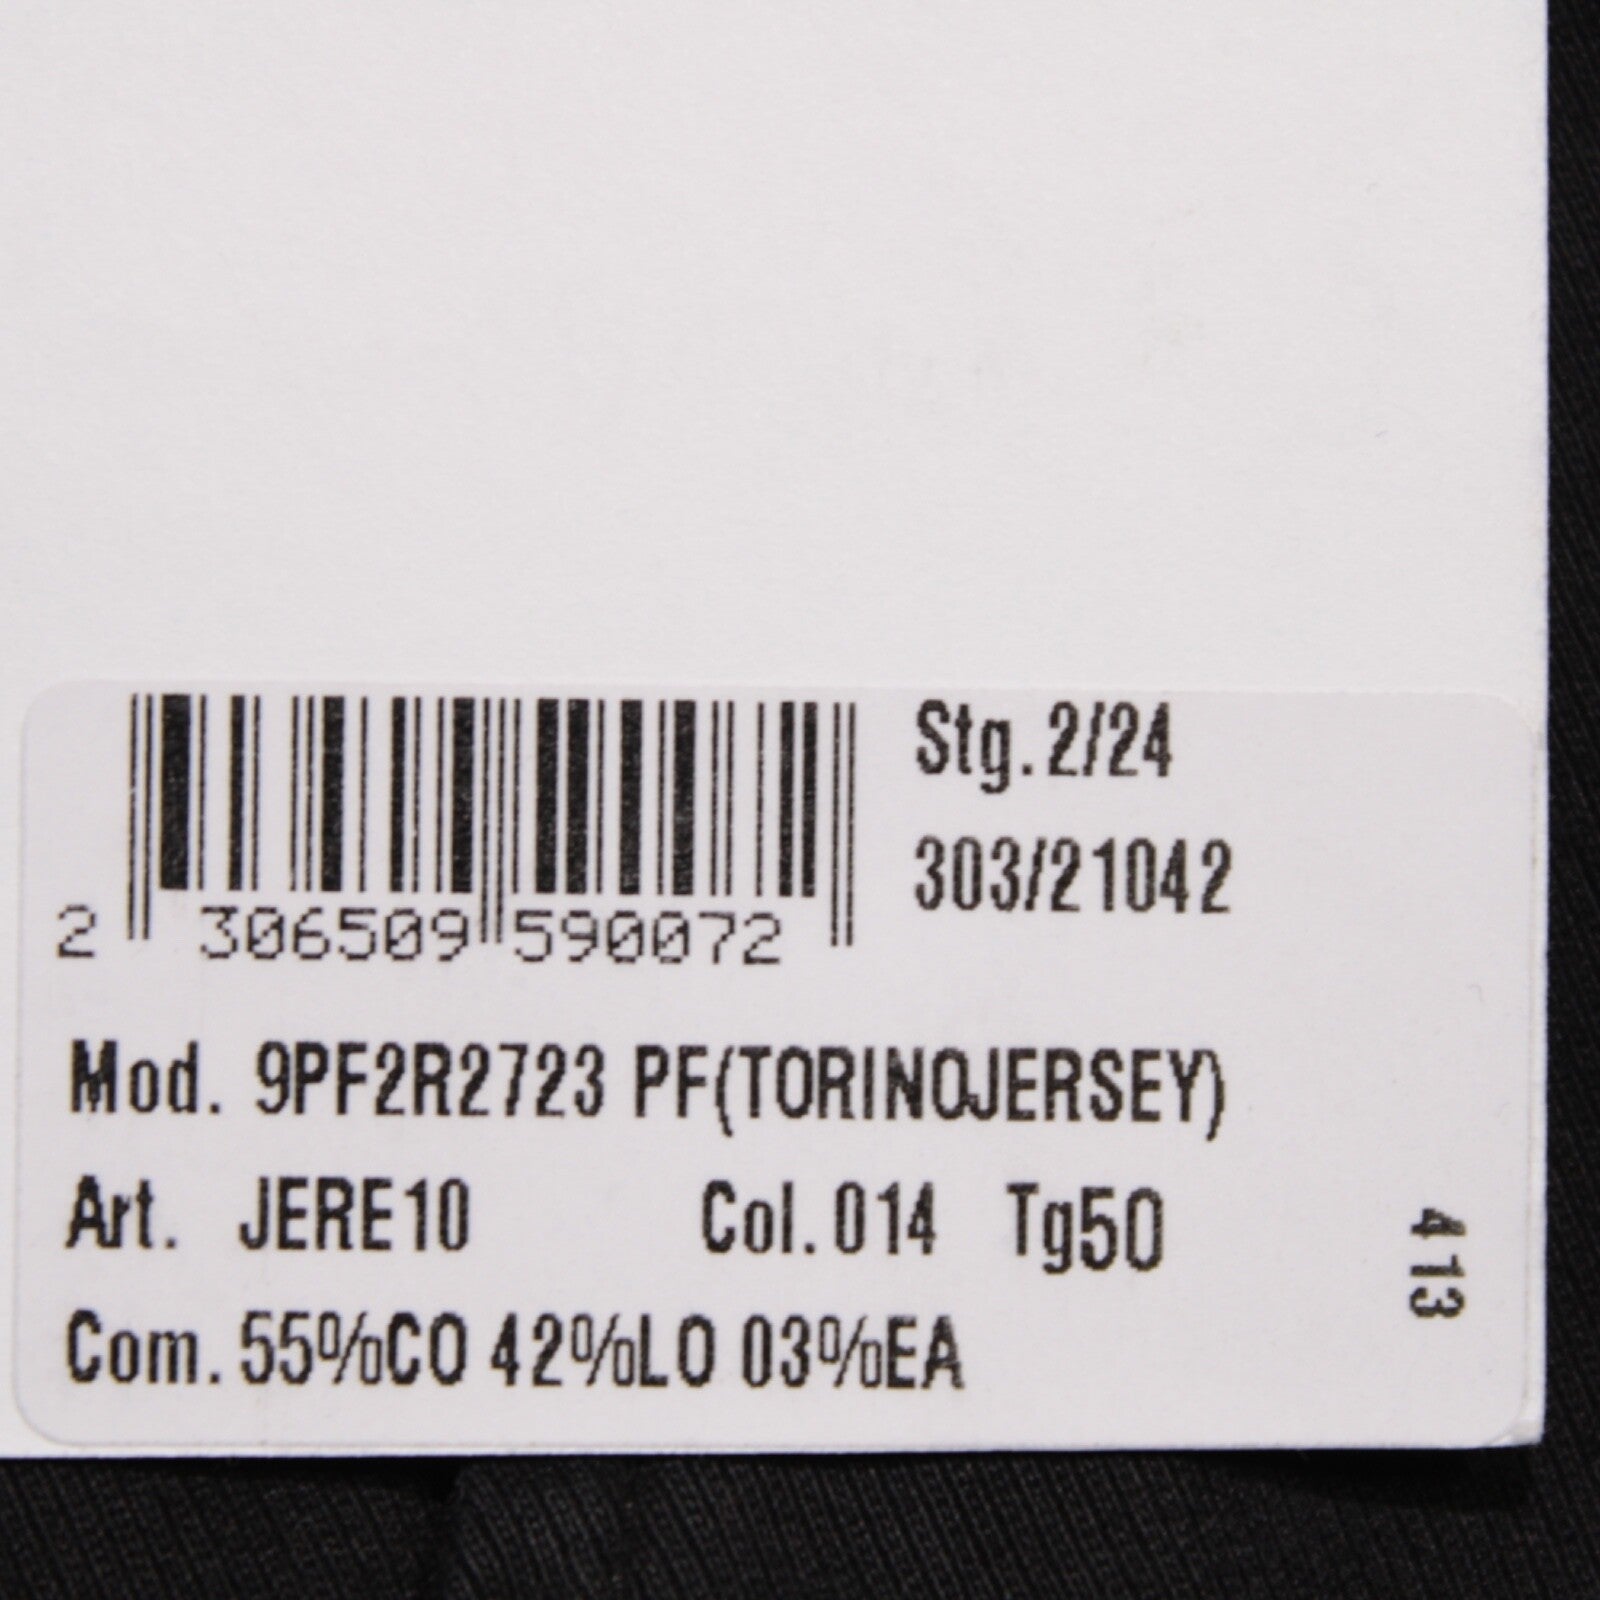 Stg.2/24
303/21042
2 306509 590072
Mod. 9PF2R2723 PF(TORINOJERSEY)
Art. JERE10 Col.014 Tg50
Com.55%CO 42%LO 03%EA
413